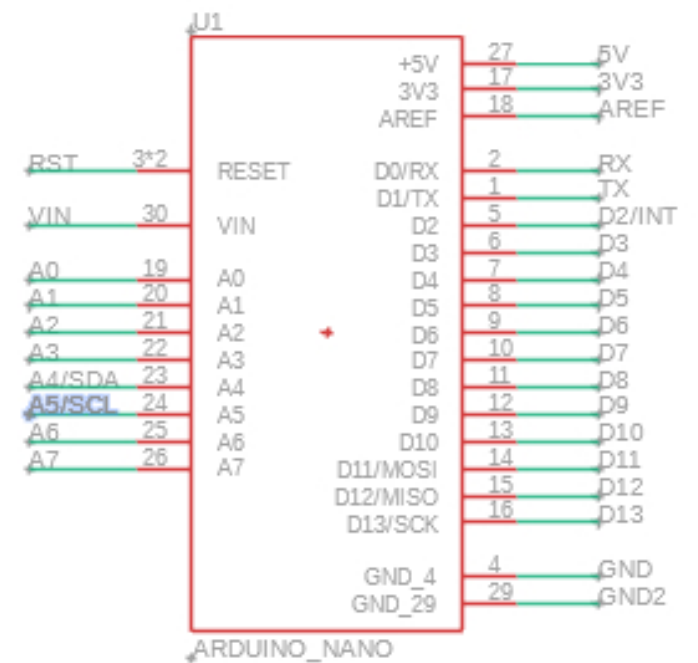 U1
+5V 27 5V
3V3 17 3V3
AREF 18 AREF
RST 3*2 RESET D0/RX 2 RX
D1/TX 1 TX
VIN 30 VIN D2 5 D2/INT
D3 6 D3
A0 19 A0 D4 7 D4
A1 20 A1 D5 8 D5
A2 21 A2 D6 9 D6
A3 22 A3 D7 10 D7
A4/SDA 23 A4 D8 11 D8
A5/SCL 24 A5 D9 12 D9
A6 25 A6 D10 13 D10
A7 26 A7 D11/MOSI 14 D11
D12/MISO 15 D12
D13/SCK 16 D13
GND_4 4 GND
GND_29 29 GND2
ARDUINO_NANO